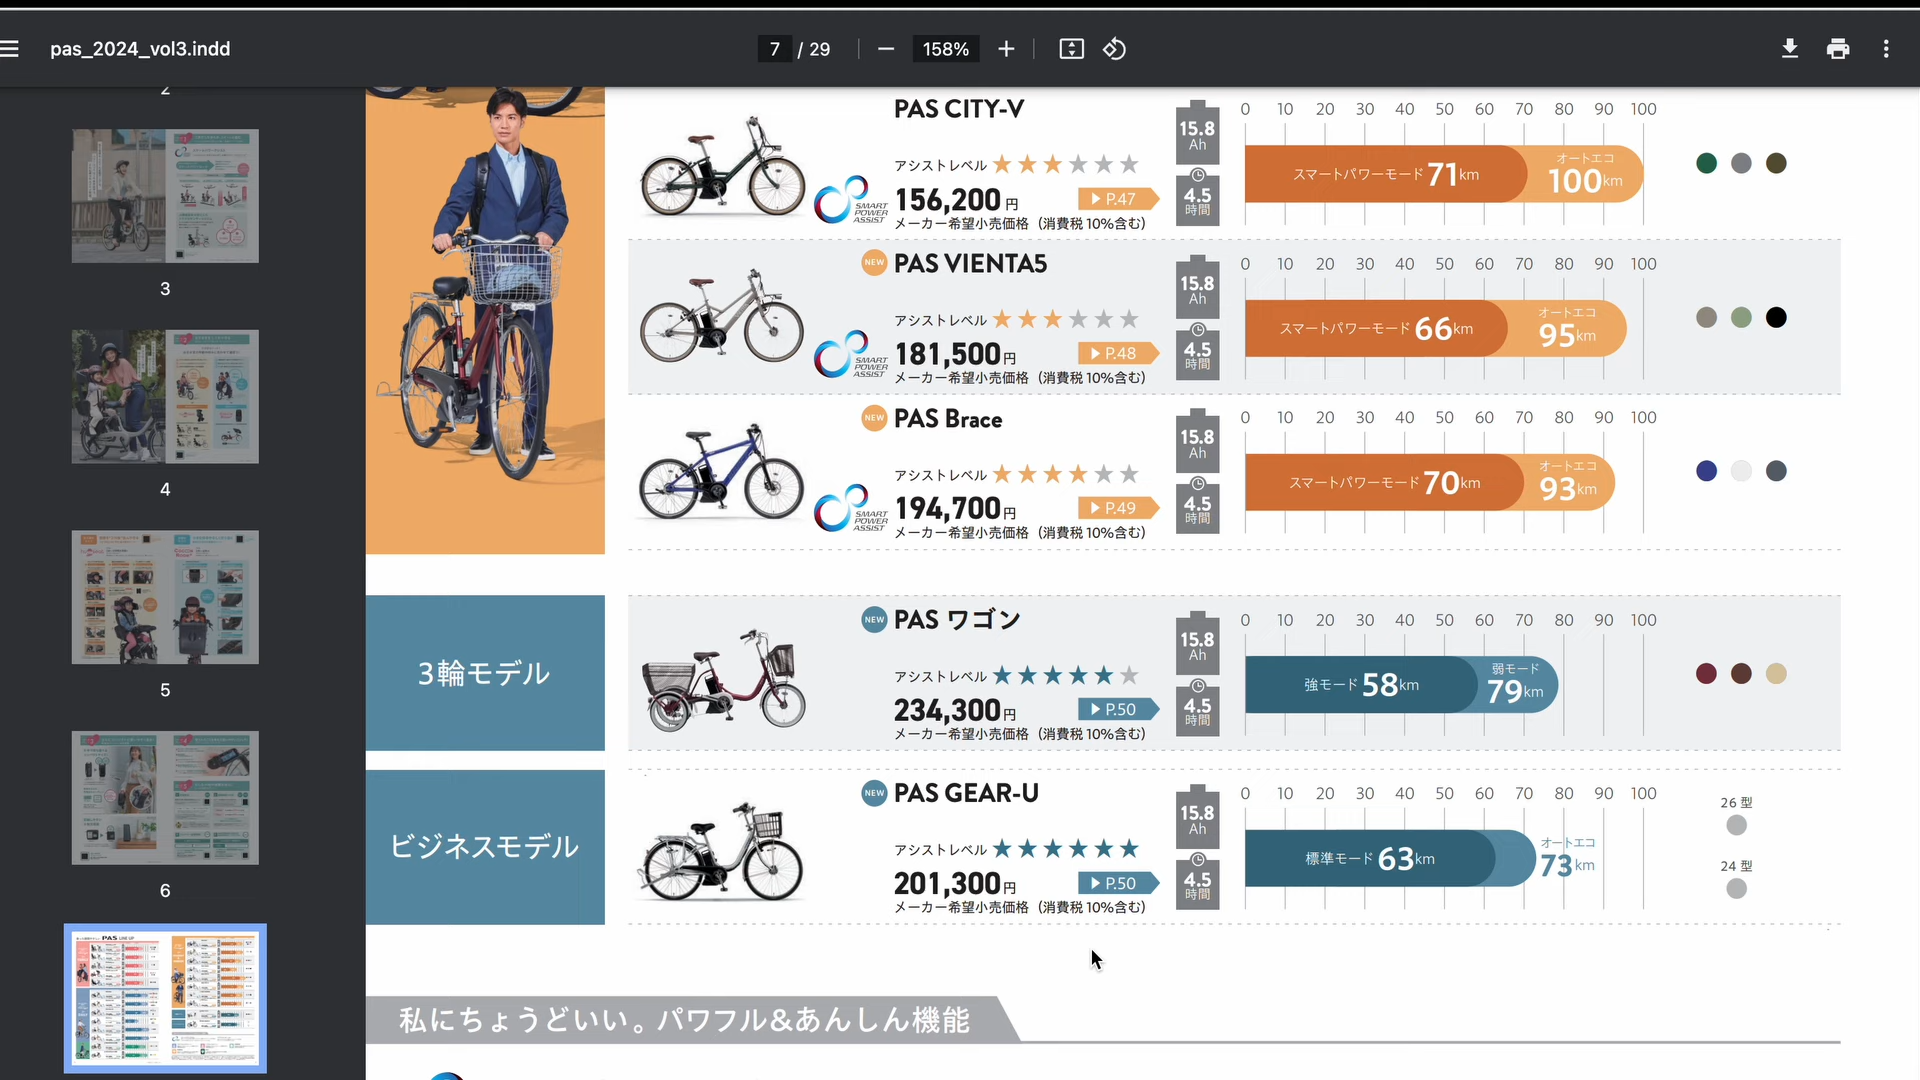 pas_2024_vol3.indd
7 / 29
158%
2
3
4
5
6
PAS CITY-V
アシストレベル
156,200円
P.47
メーカー希望小売価格（消費税10%含む）
SMART POWER ASSIST
15.8 Ah
4.5 時間
0 10 20 30 40 50 60 70 80 90 100
スマートパワーモード 71km
オートエコ 100km
NEW PAS VIENTA5
アシストレベル
181,500円
P.48
メーカー希望小売価格（消費税10%含む）
SMART POWER ASSIST
15.8 Ah
4.5 時間
0 10 20 30 40 50 60 70 80 90 100
スマートパワーモード 66km
オートエコ 95km
NEW PAS Brace
アシストレベル
194,700円
P.49
メーカー希望小売価格（消費税10%含む）
SMART POWER ASSIST
15.8 Ah
4.5 時間
0 10 20 30 40 50 60 70 80 90 100
スマートパワーモード 70km
オートエコ 93km
3輪モデル
NEW PAS ワゴン
アシストレベル
234,300円
P.50
メーカー希望小売価格（消費税10%含む）
15.8 Ah
4.5 時間
0 10 20 30 40 50 60 70 80 90 100
強モード 58km
弱モード 79km
ビジネスモデル
NEW PAS GEAR-U
アシストレベル
201,300円
P.50
メーカー希望小売価格（消費税10%含む）
15.8 Ah
4.5 時間
0 10 20 30 40 50 60 70 80 90 100
標準モード 63km
オートエコ 73km
26型
24型
私にちょうどいい。パワフル&あんしん機能
PAS LINE UP